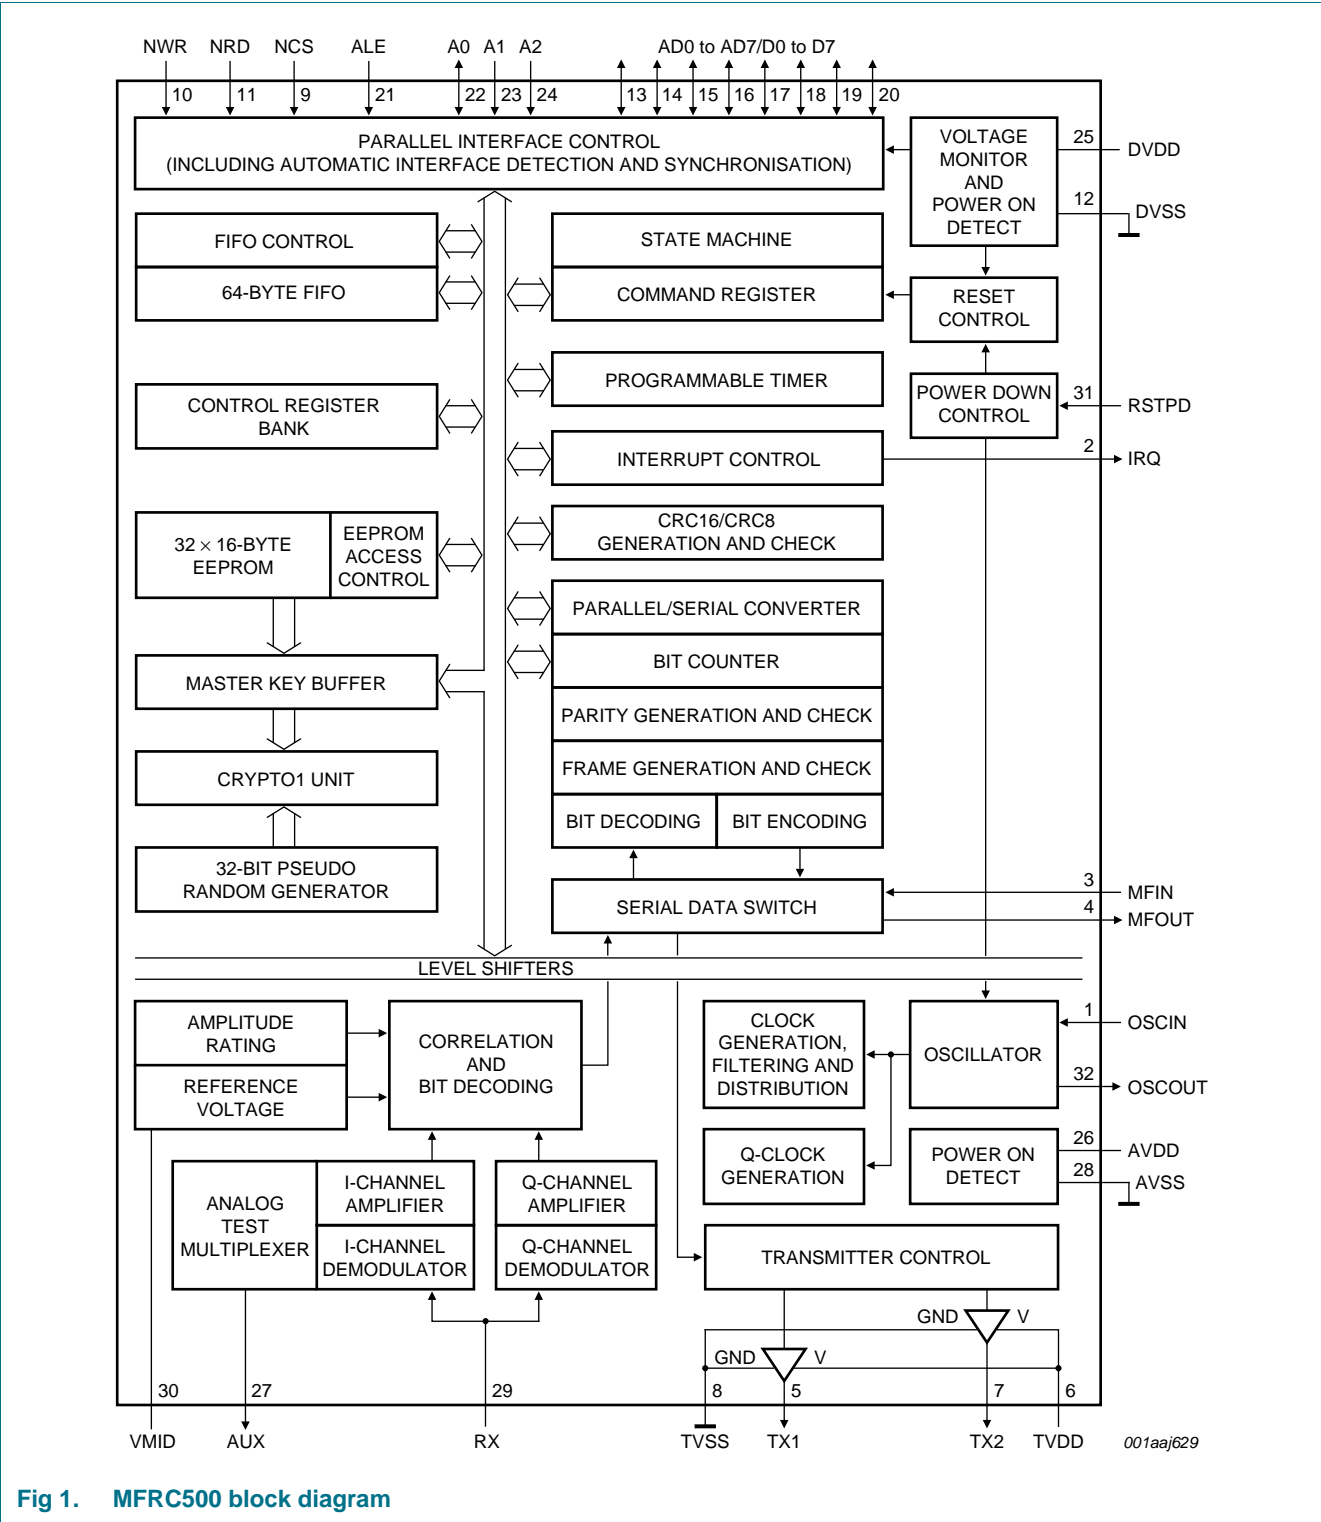 NWR NRD NCS ALE A0 A1 A2 AD0 to AD7/D0 to D7
10 11 9 21 22 23 24 13 14 15 16 17 18 19 20
PARALLEL INTERFACE CONTROL
(INCLUDING AUTOMATIC INTERFACE DETECTION AND SYNCHRONISATION)
VOLTAGE
MONITOR
AND
POWER ON
DETECT
25 DVDD
12 DVSS
FIFO CONTROL
64-BYTE FIFO
STATE MACHINE
COMMAND REGISTER
RESET
CONTROL
PROGRAMMABLE TIMER
POWER DOWN
CONTROL
31 RSTPD
CONTROL REGISTER
BANK
INTERRUPT CONTROL
2 IRQ
32 × 16-BYTE
EEPROM
EEPROM
ACCESS
CONTROL
CRC16/CRC8
GENERATION AND CHECK
PARALLEL/SERIAL CONVERTER
BIT COUNTER
MASTER KEY BUFFER
PARITY GENERATION AND CHECK
FRAME GENERATION AND CHECK
CRYPTO1 UNIT
BIT DECODING BIT ENCODING
32-BIT PSEUDO
RANDOM GENERATOR
SERIAL DATA SWITCH
3 MFIN
4 MFOUT
LEVEL SHIFTERS
AMPLITUDE
RATING
REFERENCE
VOLTAGE
CORRELATION
AND
BIT DECODING
CLOCK
GENERATION,
FILTERING AND
DISTRIBUTION
OSCILLATOR
1 OSCIN
32 OSCOUT
Q-CLOCK
GENERATION
POWER ON
DETECT
26 AVDD
28 AVSS
ANALOG
TEST
MULTIPLEXER
I-CHANNEL
AMPLIFIER
I-CHANNEL
DEMODULATOR
Q-CHANNEL
AMPLIFIER
Q-CHANNEL
DEMODULATOR
TRANSMITTER CONTROL
GND V
GND V
30 27 29 8 5 7 6
VMID AUX RX TVSS TX1 TX2 TVDD 001aaj629
Fig 1. MFRC500 block diagram